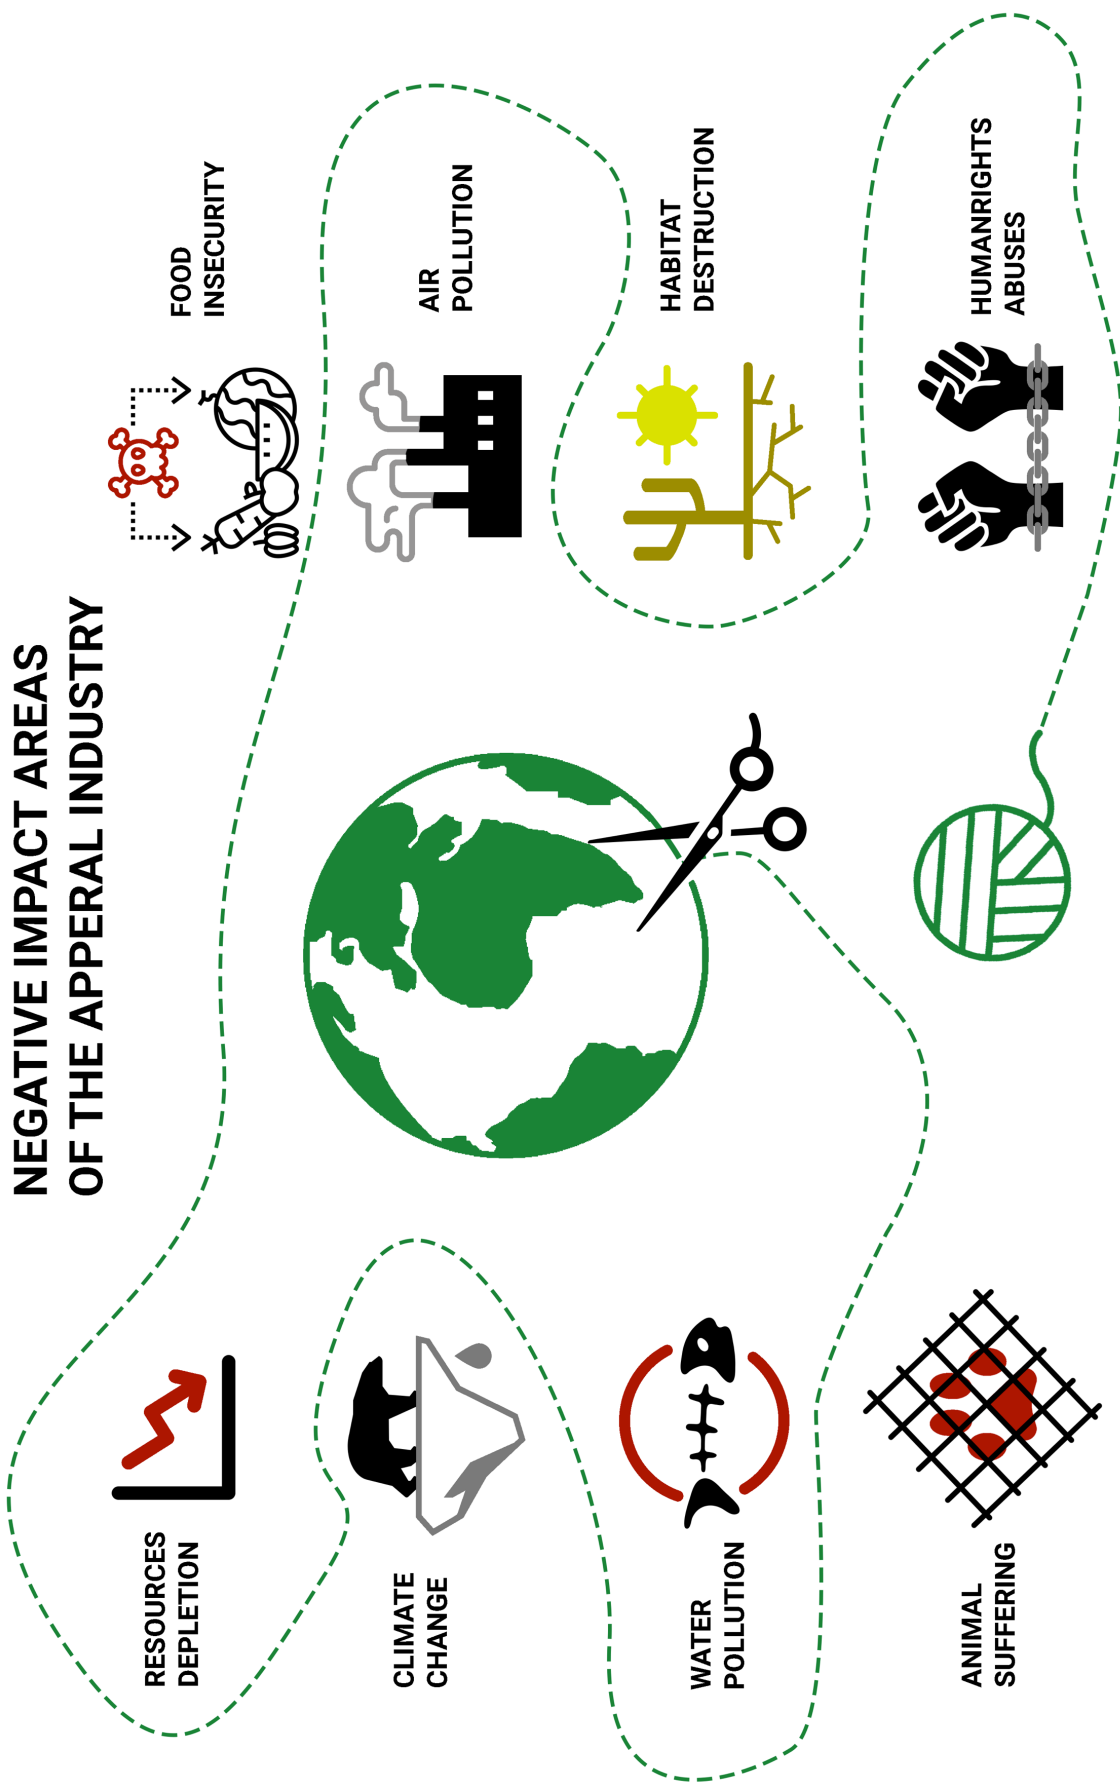 NEGATIVE IMPACT AREAS
OF THE APPERAL INDUSTRY
RESOURCES
DEPLETION
CLIMATE
CHANGE
WATER
POLLUTION
ANIMAL
SUFFERING
FOOD
INSECURITY
AIR
POLLUTION
HABITAT
DESTRUCTION
HUMANRIGHTS
ABUSES